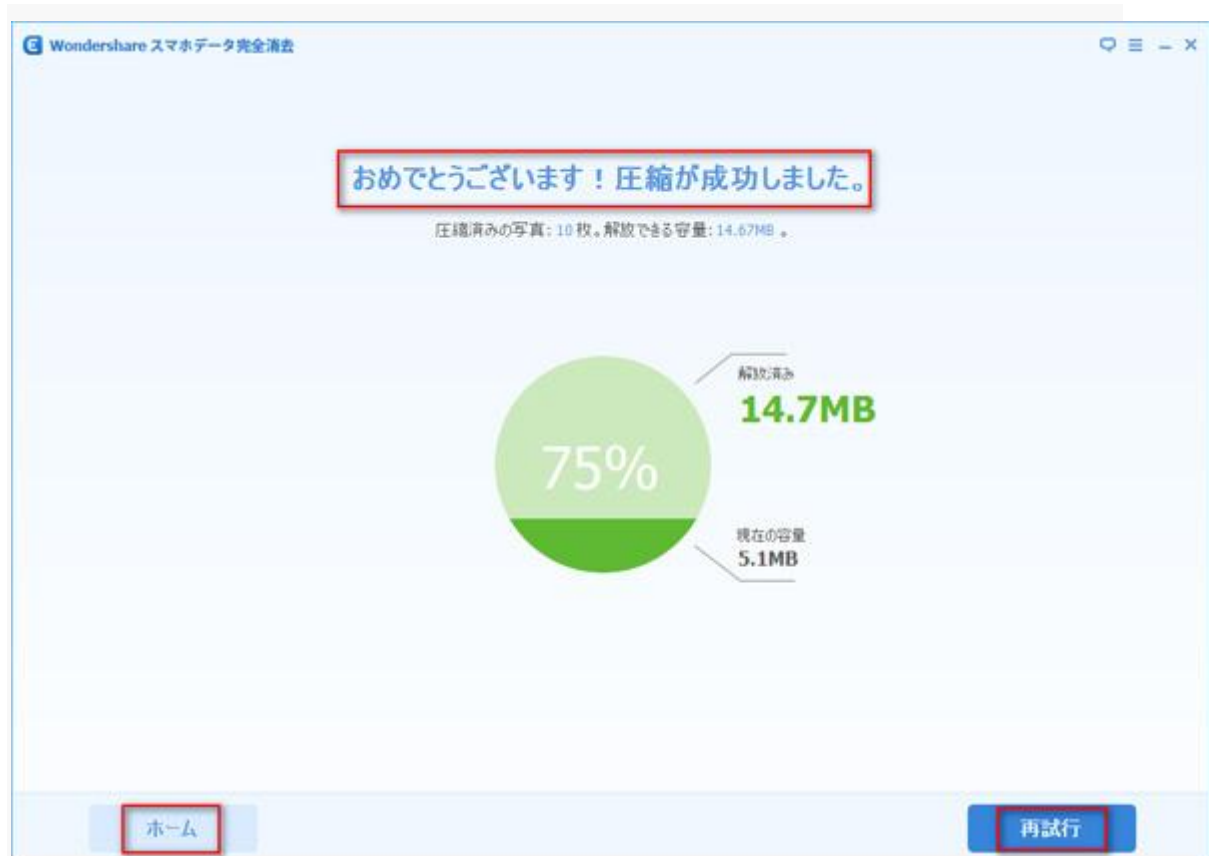 Wondershare スマホデータ完全消去
おめでとうございます！圧縮が成功しました。
圧縮済みの写真: 10 枚。解放できる容量: 14.67MB 。
解放済み
14.7MB
75%
現在の容量
5.1MB
ホーム
再試行